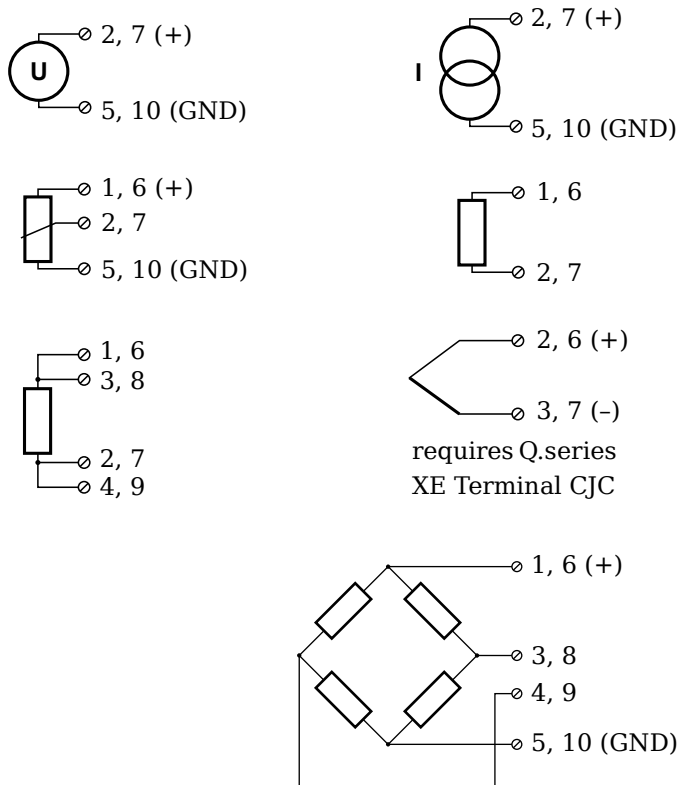 2, 7 (+)
U
5, 10 (GND)
2, 7 (+)
I
5, 10 (GND)
1, 6 (+)
2, 7
5, 10 (GND)
1, 6
2, 7
1, 6
3, 8
2, 7
4, 9
2, 6 (+)
3, 7 (–)
requires Q.series
XE Terminal CJC
1, 6 (+)
3, 8
4, 9
5, 10 (GND)